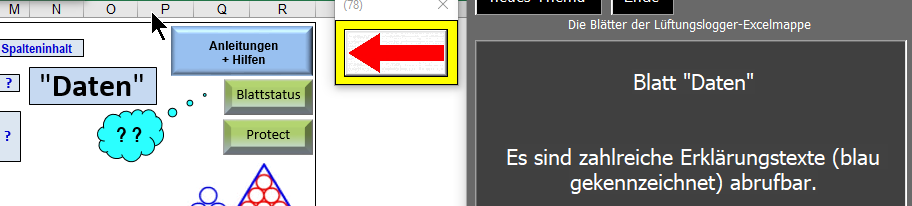 M N O P Q R
(78)
neues Thema Ende
Die Blätter der Lüftungslogger-Excelmappe
Spalteninhalt
Anleitungen
+ Hilfen
?
"Daten"
Blattstatus
? ?
?
Protect
Blatt "Daten"
Es sind zahlreiche Erklärungstexte (blau
gekennzeichnet) abrufbar.